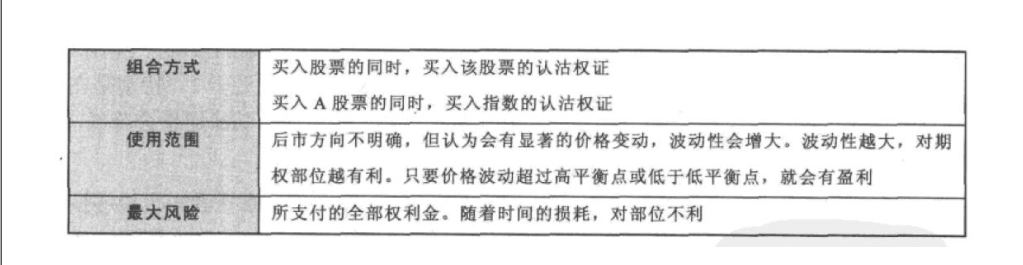 组合方式
买入股票的同时，买入该股票的认沽权证
买入 A 股票的同时，买入指数的认沽权证
使用范围
后市方向不明确，但认为会有显著的价格变动，波动性会增大。波动性越大，对期
权部位越有利。只要价格波动超过高平衡点或低于低平衡点，就会有盈利
最大风险
所支付的全部权利金。随着时间的损耗，对部位不利